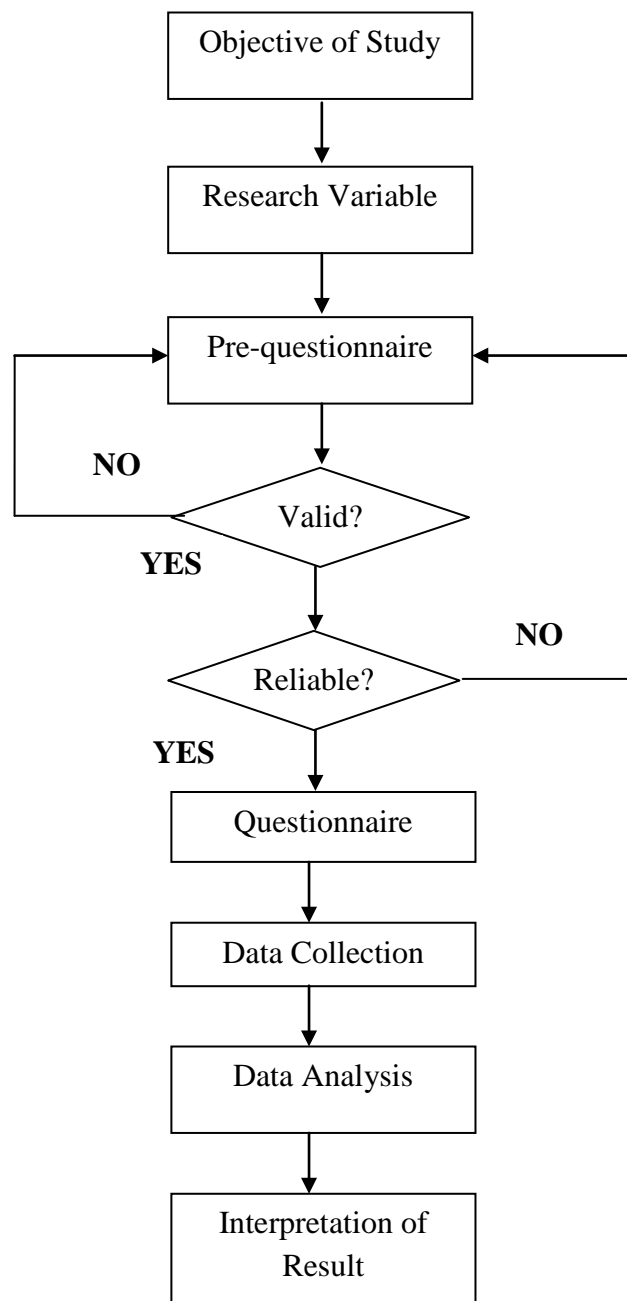 Objective of Study
Research Variable
Pre-questionnaire
NO
Valid?
YES
NO
Reliable?
YES
Questionnaire
Data Collection
Data Analysis
Interpretation of
Result